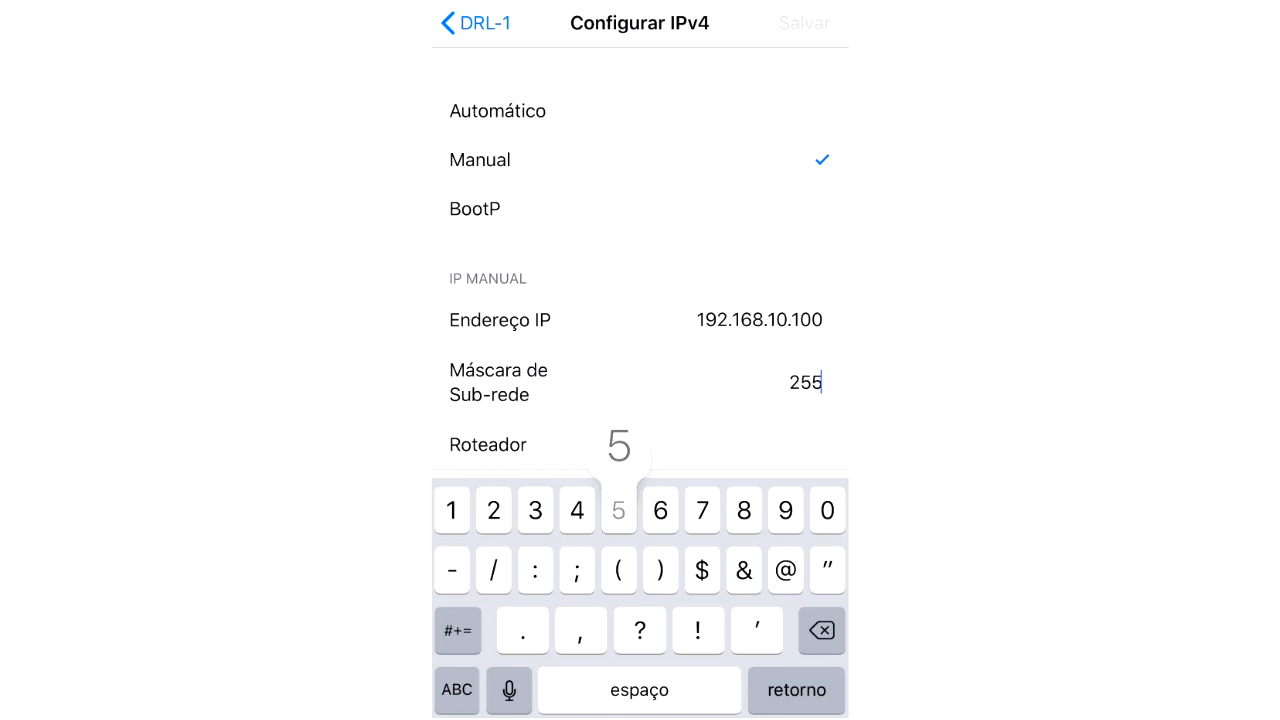 DRL-1 Configurar IPv4 Salvar
Automático
Manual
BootP
IP MANUAL
Endereço IP 192.168.10.100
Máscara de
Sub-rede 255
Roteador
5
1 2 3 4 5 6 7 8 9 0
- / : ; ( ) $ & @ "
#+= . , ? ! '
ABC espaço retorno